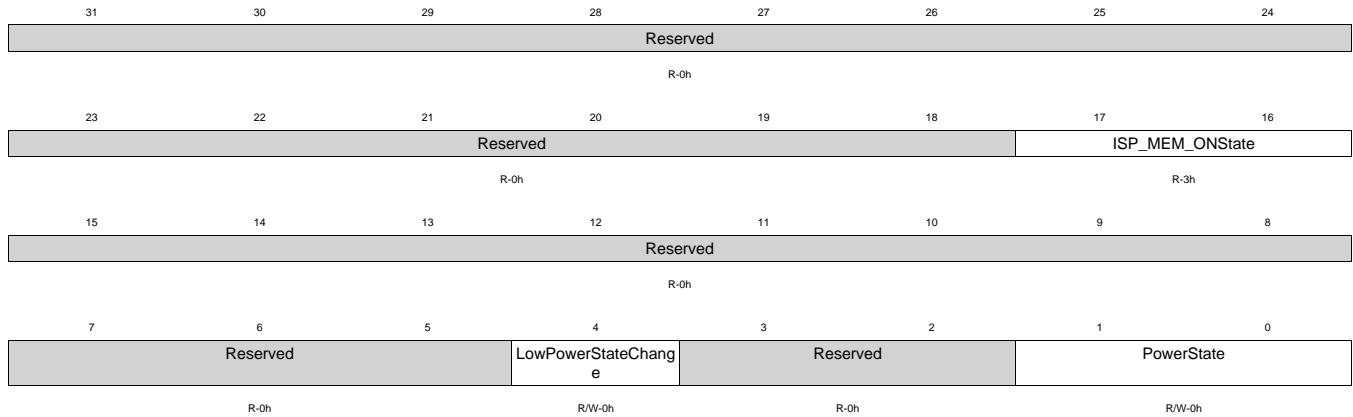 31 30 29 28 27 26 25 24
Reserved
R-0h
23 22 21 20 19 18 17 16
Reserved ISP_MEM_ONState
R-0h R-3h
15 14 13 12 11 10 9 8
Reserved
R-0h
7 6 5 4 3 2 1 0
Reserved LowPowerStateChang Reserved PowerState
e
R-0h R/W-0h R-0h R/W-0h